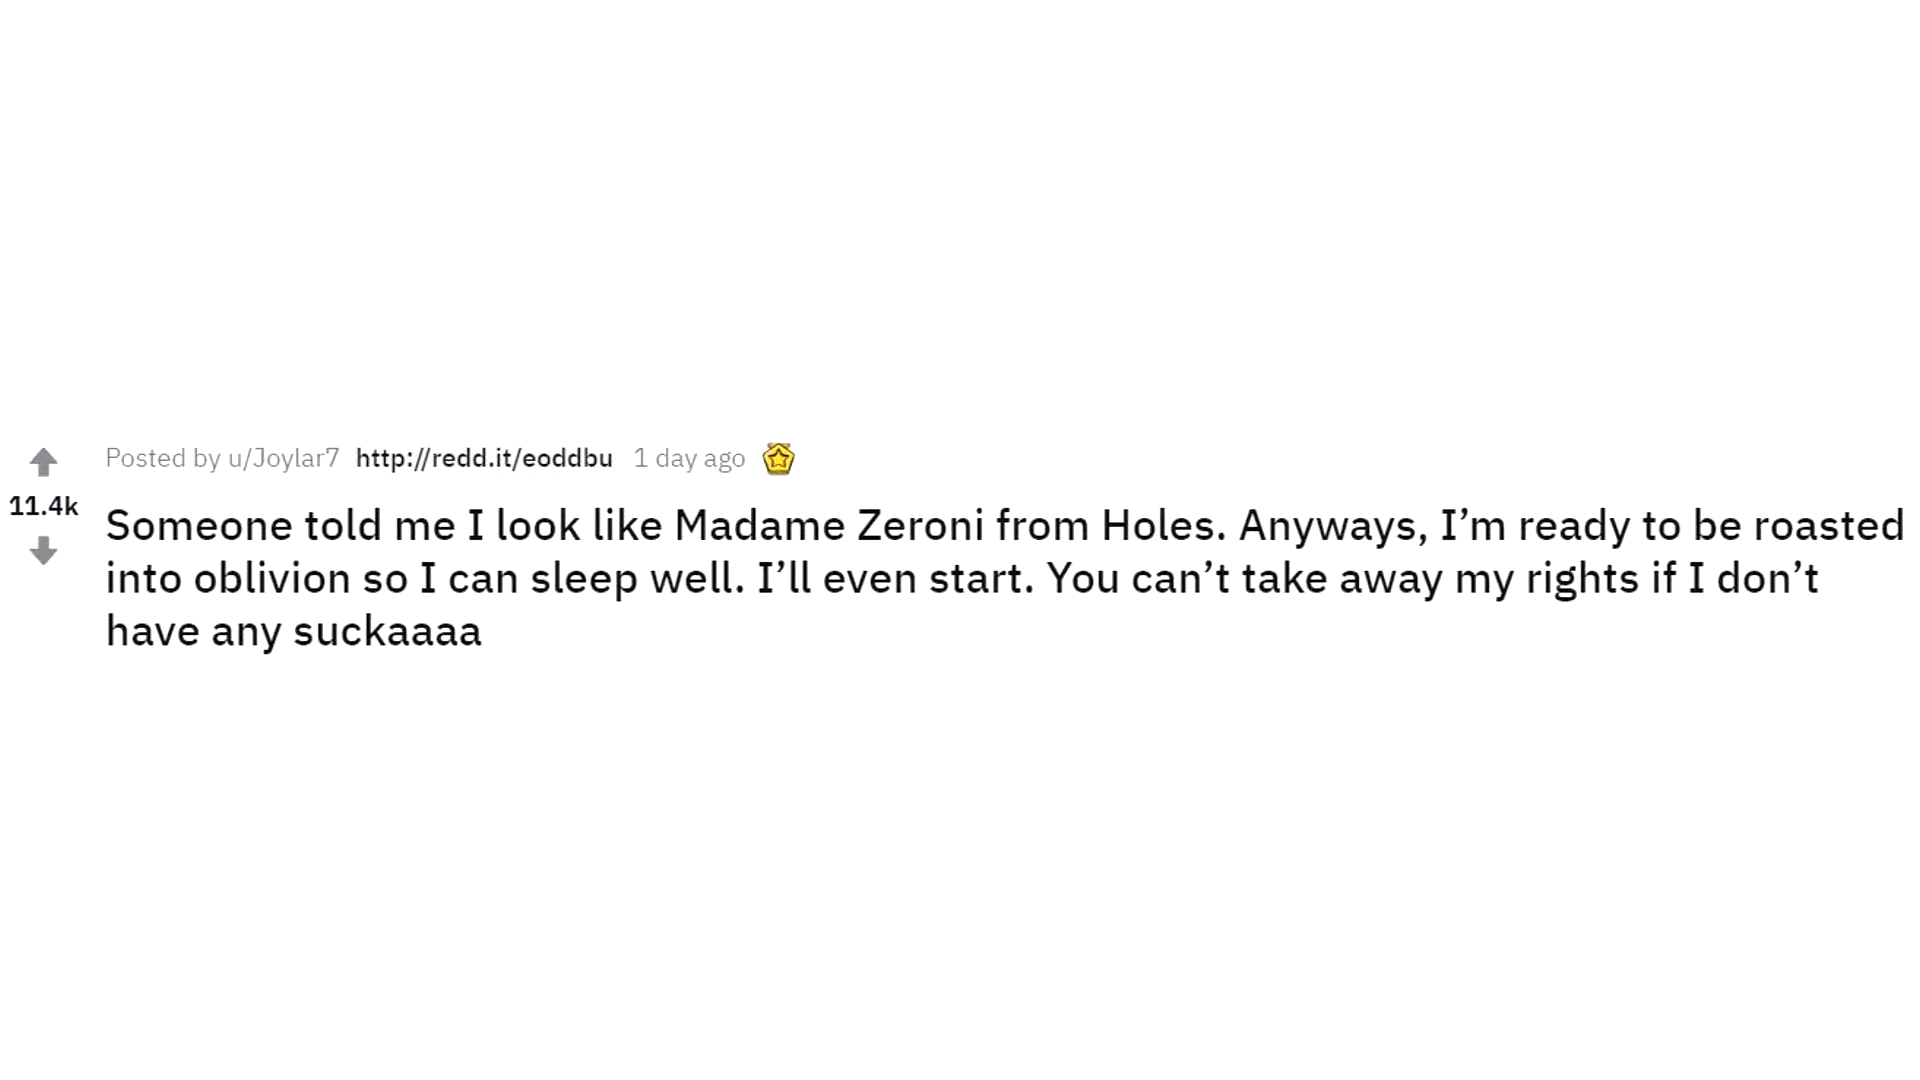 Posted by u/Joylar7 http://redd.it/eoddbu 1 day ago
11.4k
Someone told me I look like Madame Zeroni from Holes. Anyways, I’m ready to be roasted
into oblivion so I can sleep well. I’ll even start. You can’t take away my rights if I don’t
have any suckaaaa